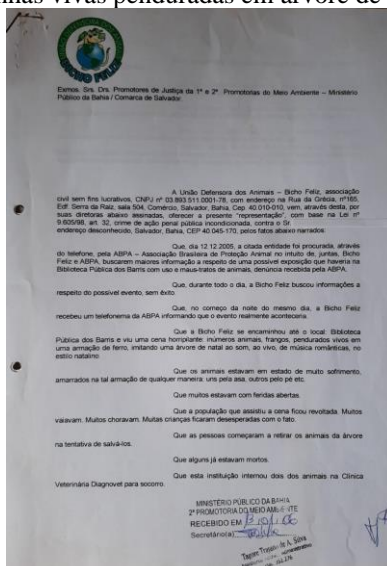 nhas vivas penduradas em árvore de
BICHO FELIZ
Exmos. Srs. Drs. Promotores de Justiça da 1ª e 2ª Promotorias do Meio Ambiente – Ministério
Público da Bahia / Comarca de Salvador.
A União Defensora dos Animais – Bicho Feliz, associação
civil sem fins lucrativos, CNPJ nº 03.893.511.0001-78, com endereço na Rua da Grécia, nº165,
Edf. Serra da Raiz, sala 504, Comércio, Salvador, Bahia, Cep. 40.010-010, vem, através desta, por
suas diretoras abaixo assinadas, oferecer a presente "representação", com base na Lei nº
9.605/98, art. 32, crime de ação penal pública incondicionada, contra o Sr.
endereço desconhecido, Salvador, Bahia, CEP 40.045-170, pelos fatos abaixo narrados.
Que, dia 12.12.2005, a citada entidade foi procurada, através
do telefone, pela ABPA – Associação Brasileira de Proteção Animal no intuito de, juntas, Bicho
Feliz e ABPA, buscarem maiores informação a respeito de uma possível exposição que haveria na
Biblioteca Pública dos Barris com uso e maus-tratos de animais, denúncia recebida pela ABPA.
Que, durante todo o dia, a Bicho Feliz buscou informações a
respeito do possível evento, sem êxito.
Que, no começo da noite do mesmo dia, a Bicho Feliz
recebeu um telefonema da ABPA informando que o evento realmente aconteceria.
Que a Bicho Feliz se encaminhou até o local: Biblioteca
Pública dos Barris e viu uma cena horripilante: inúmeros animais, frangos, pendurados vivos em
uma armação de ferro, imitando uma árvore de natal ao som, ao vivo, de música românticas, no
estilo natalino.
Que os animais estavam em estado de muito sofrimento,
amarrados na tal armação de qualquer maneira: uns pela asa, outros pelo pé etc.
Que muitos estavam com feridas abertas.
Que a população que assistiu a cena ficou revoltada. Muitos
vaiavam. Muitos choravam. Muitas crianças ficaram desesperadas com o fato.
Que as pessoas começaram a retirar os animais da árvore
na tentativa de salvá-los.
Que alguns já estavam mortos.
Que esta instituição internou dois dos animais na Clínica
Veterinária Diagnovet para socorro.
MINISTÉRIO PÚBLICO DA BAHIA
2ª PROMOTORIA DO MEIO AMBIENTE
RECEBIDO EM
Secretário(a)